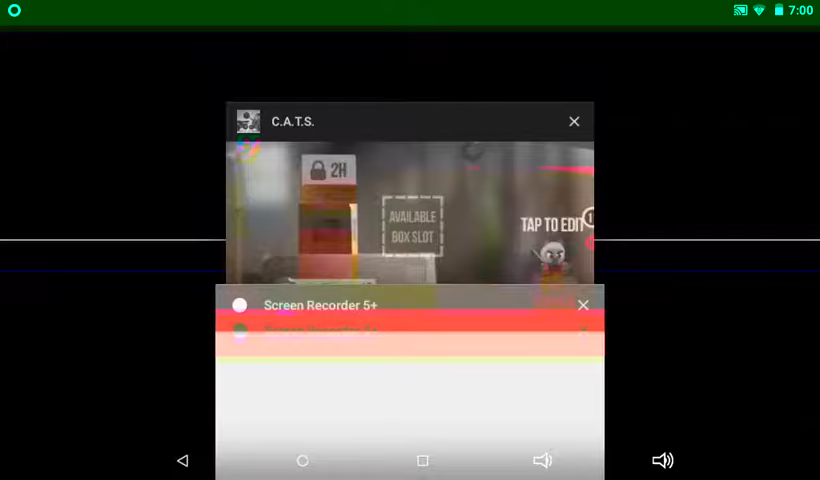 7:00
C.A.T.S.
2H
AVAILABLE
BOX SLOT
TAP TO EDIT
Screen Recorder 5+